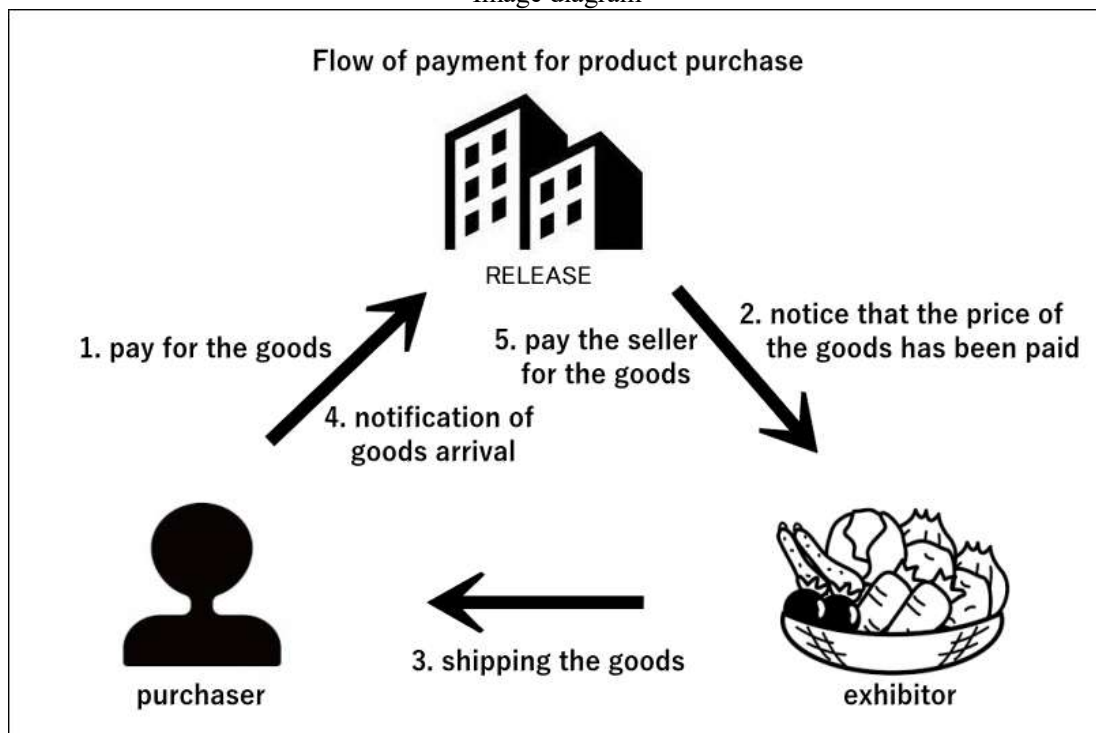 Image diagram
Flow of payment for product purchase
RELEASE
1. pay for the goods
2. notice that the price of
the goods has been paid
5. pay the seller
for the goods
4. notification of
goods arrival
3. shipping the goods
purchaser
exhibitor